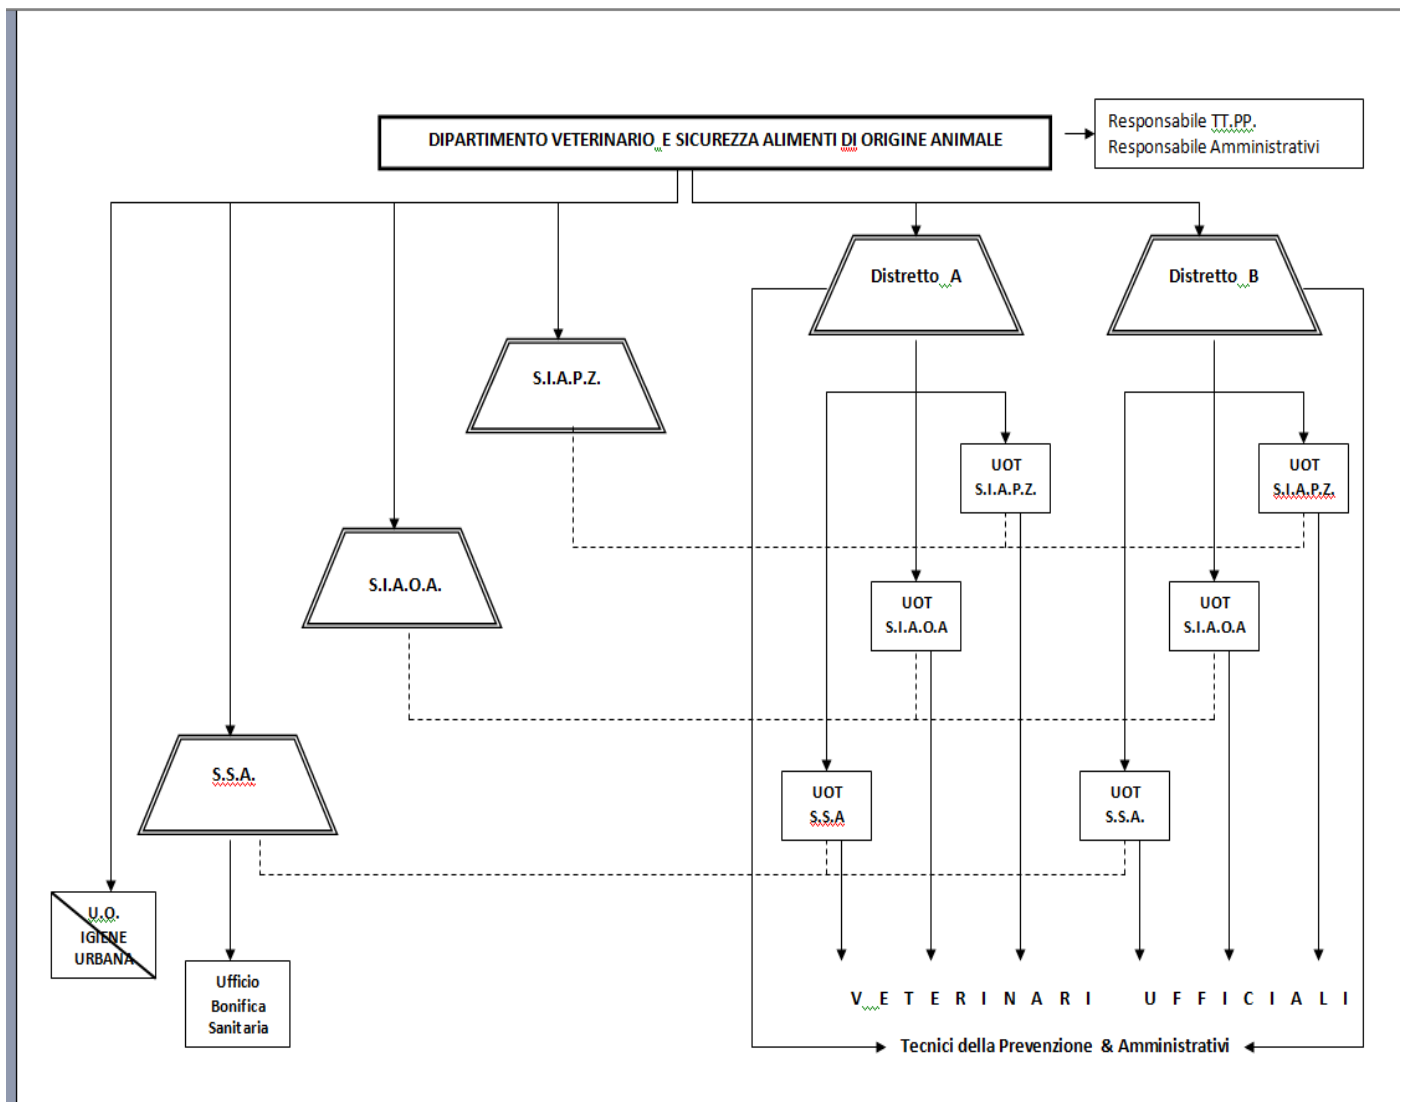 DIPARTIMENTO VETERINARIO E SICUREZZA ALIMENTI DI ORIGINE ANIMALE
Responsabile TT.PP.
Responsabile Amministrativi
Distretto A
Distretto B
S.I.A.P.Z.
UOT
S.I.A.P.Z.
UOT
S.I.A.P.Z.
S.I.A.O.A.
UOT
S.I.A.O.A
UOT
S.I.A.O.A
S.S.A.
UOT
S.S.A
UOT
S.S.A.
U.O.
IGIENE
URBANA
Ufficio
Bonifica
Sanitaria
V E T E R I N A R I U F F I C I A L I
Tecnici della Prevenzione & Amministrativi